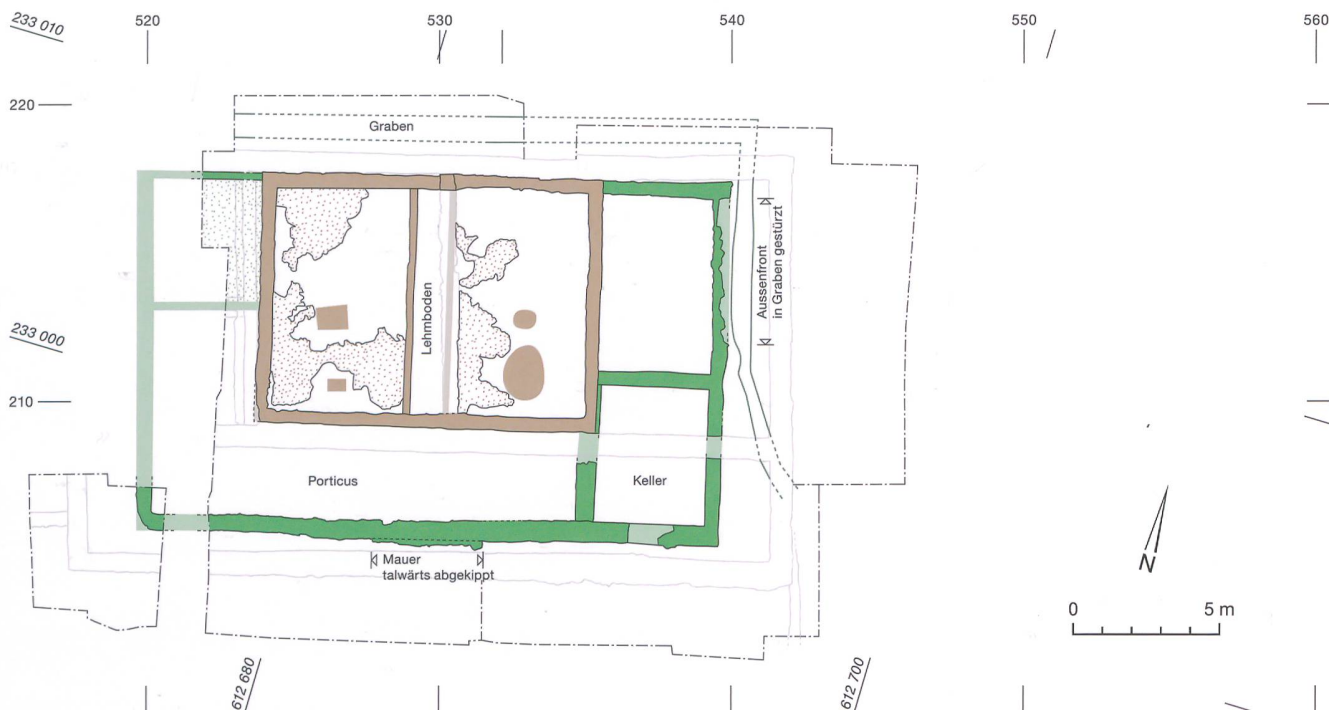 233 010
520
530
540
550
560
220
Graben
Lehmboden
Aussenfront
in Graben gestürzt
233 000
210
Porticus
Keller
Mauer
talwärts abgekippt
N
0
5 m
612 680
612 700